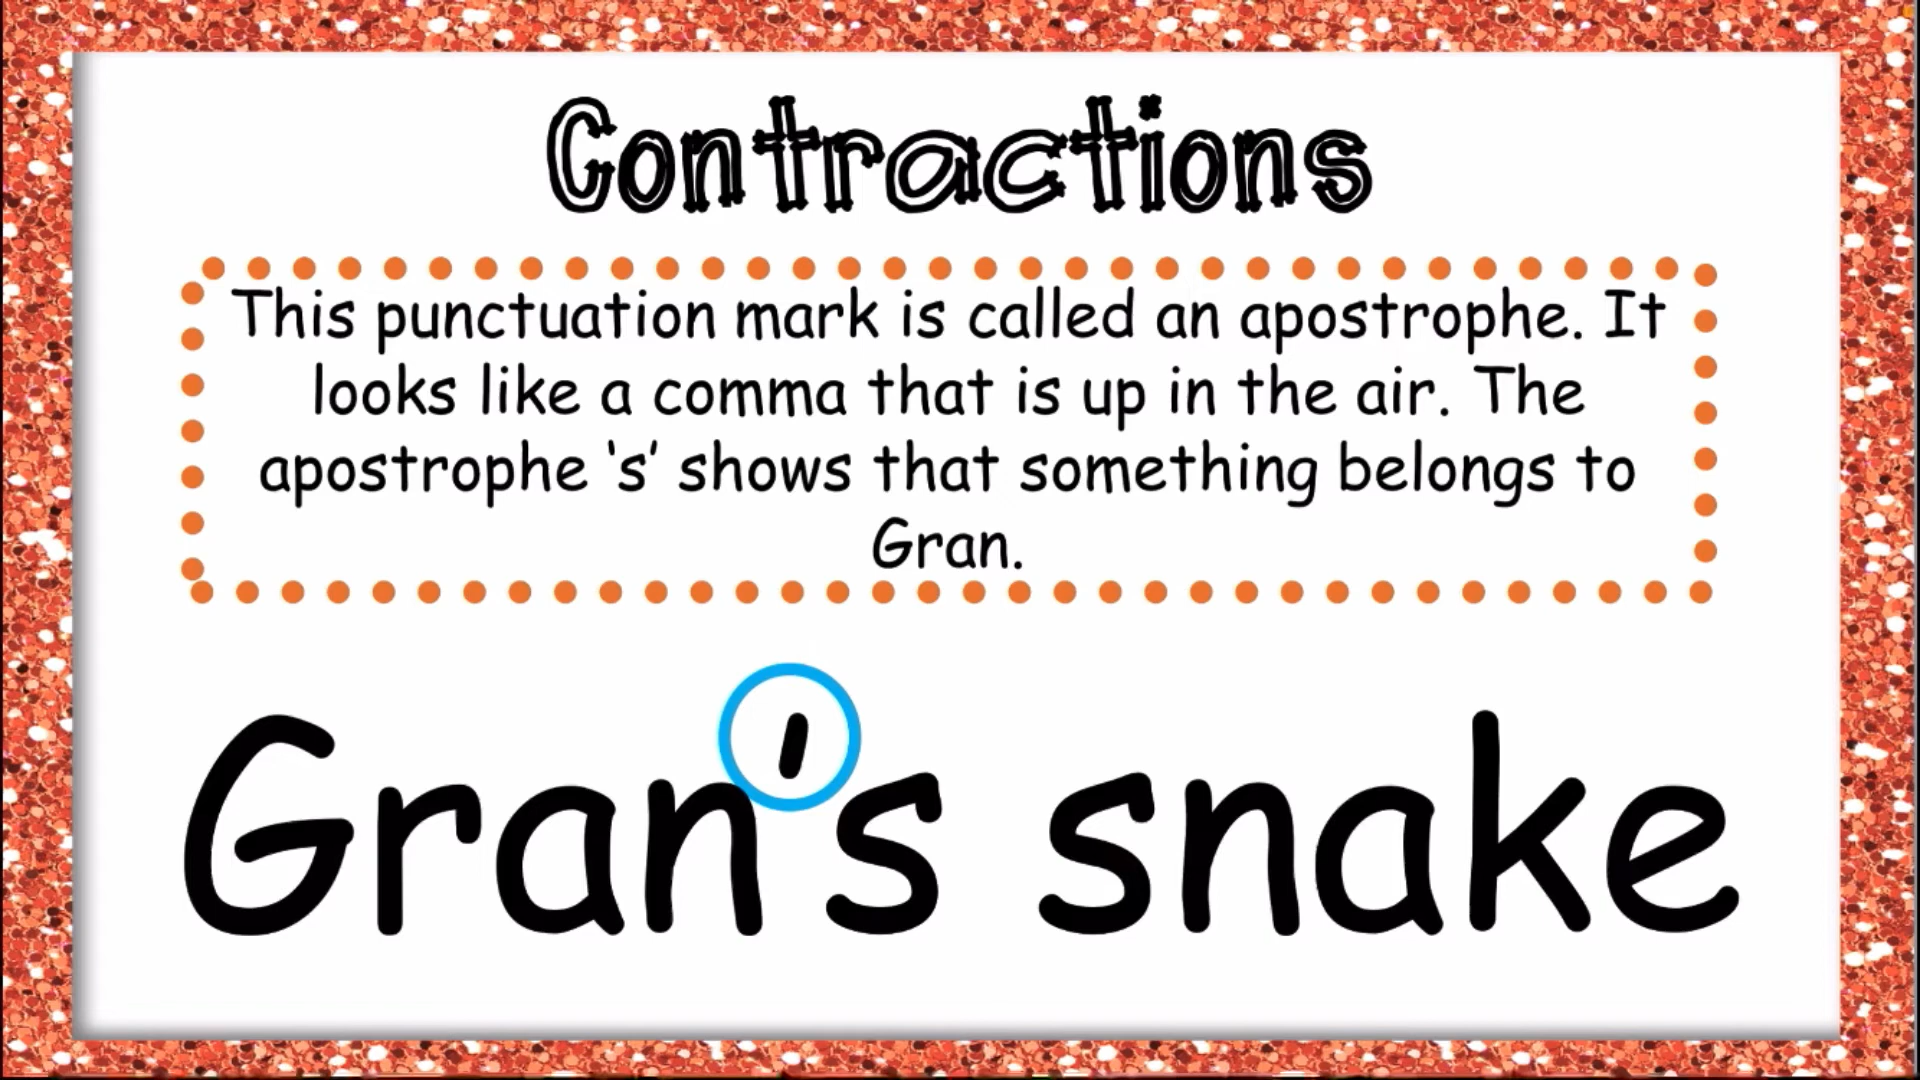 Contractions
This punctuation mark is called an apostrophe. It
looks like a comma that is up in the air. The
apostrophe ‘s’ shows that something belongs to
Gran.
Gran's snake